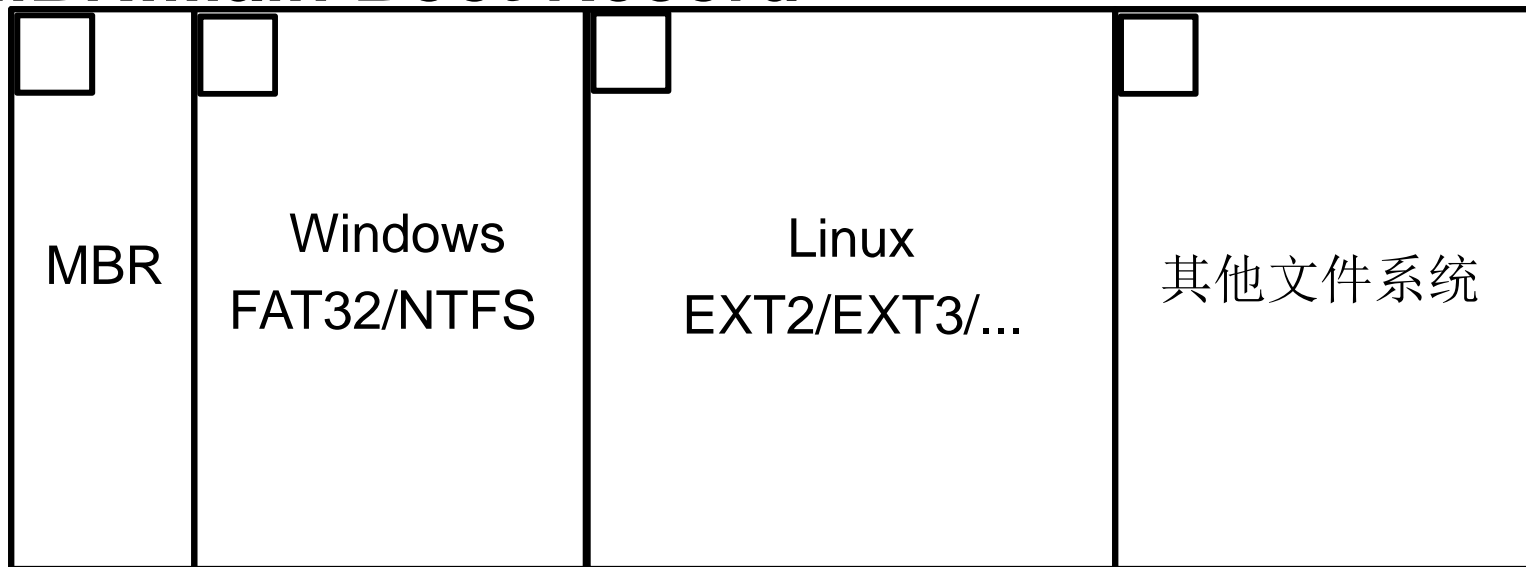 MBR
Windows
FAT32/NTFS
Linux
EXT2/EXT3/...
其他文件系统